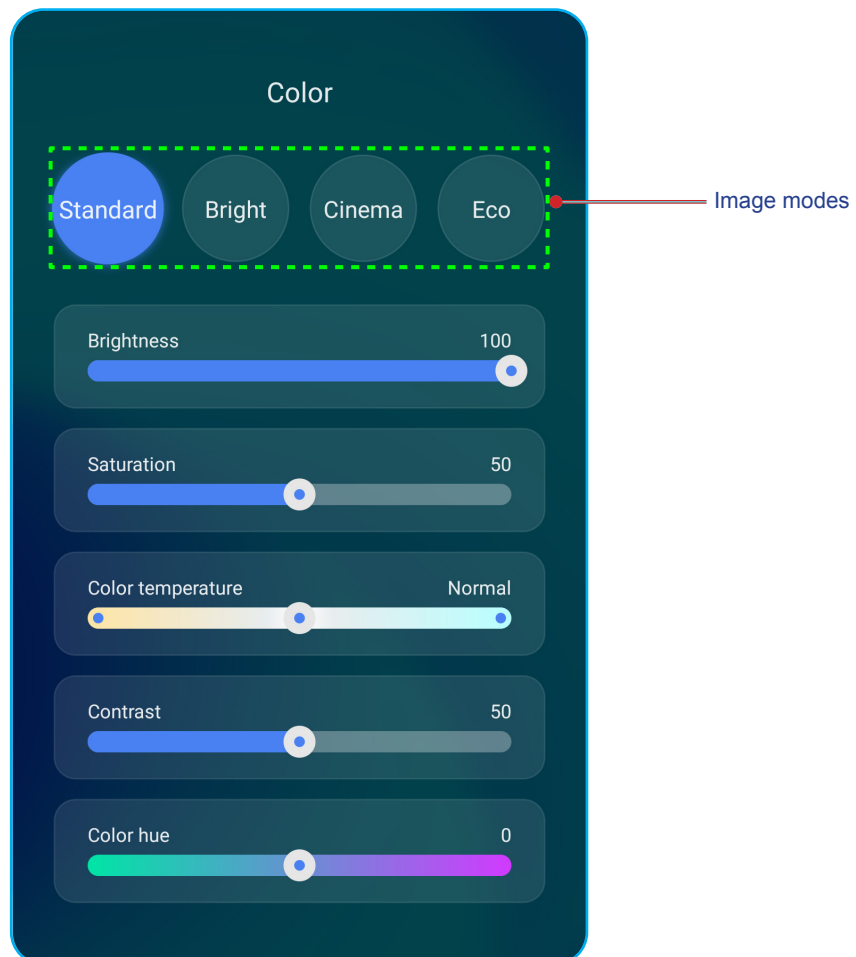 Color
Standard Bright Cinema Eco
Image modes
Brightness 100
Saturation 50
Color temperature Normal
Contrast 50
Color hue 0